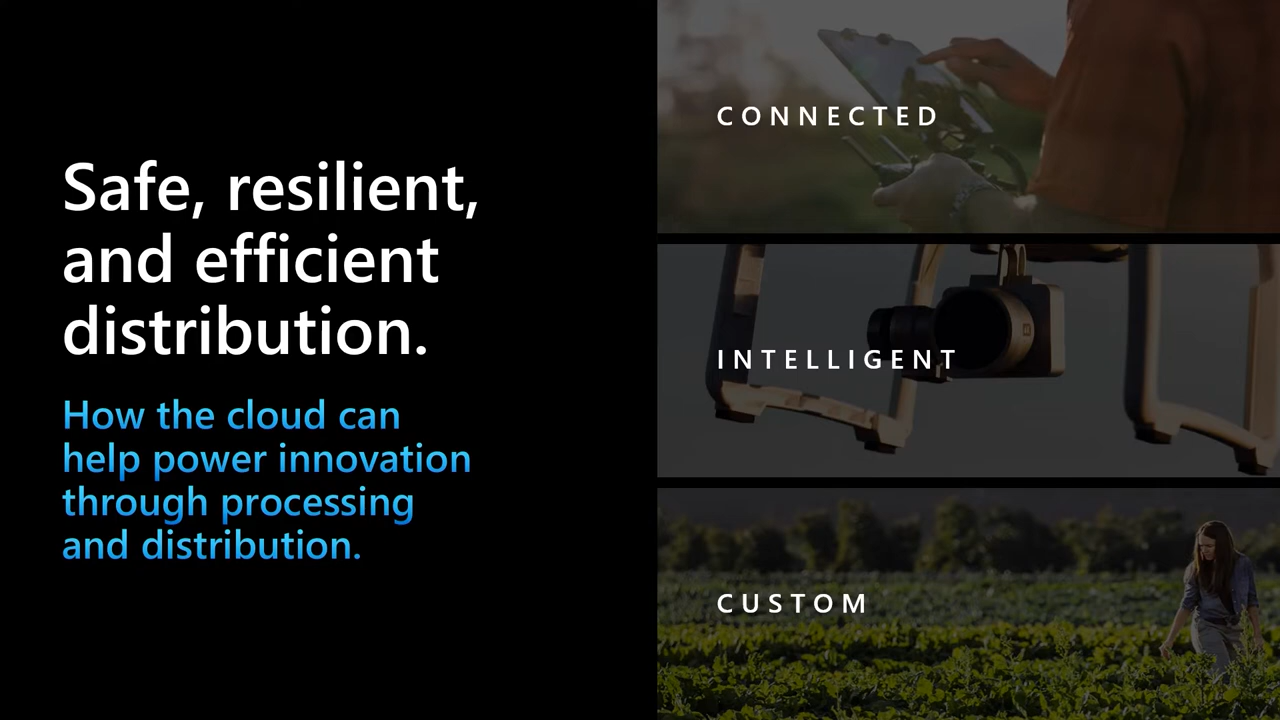 Safe, resilient,
and efficient
distribution.
How the cloud can
help power innovation
through processing
and distribution.
CONNECTED
INTELLIGENT
CUSTOM